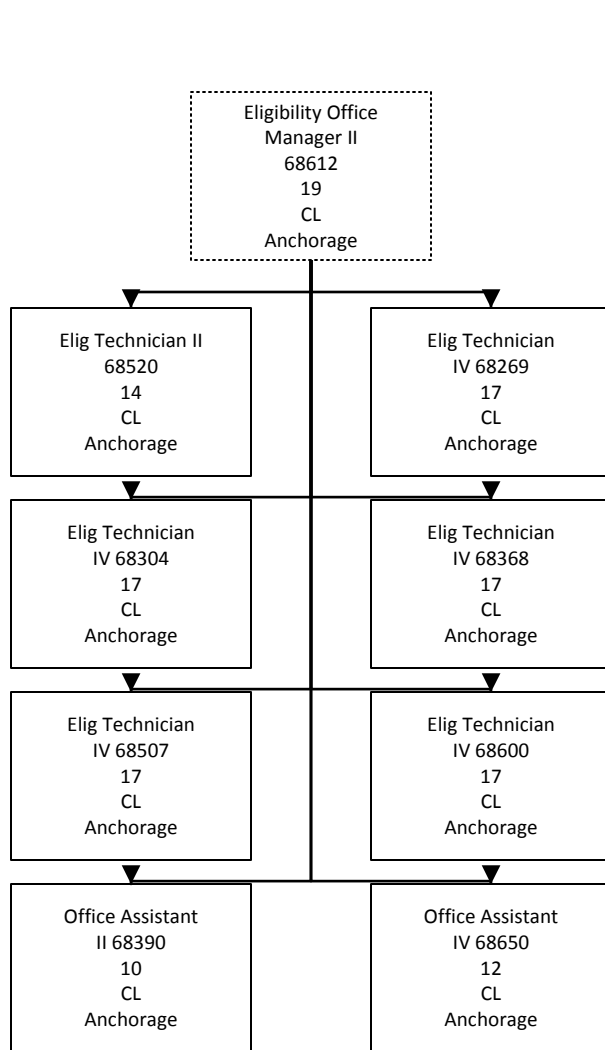 Eligibility Office
Manager II
68612
19
CL
Anchorage
Elig Technician II
68520
14
CL
Anchorage
Elig Technician
IV 68269
17
CL
Anchorage
Elig Technician
IV 68304
17
CL
Anchorage
Elig Technician
IV 68368
17
CL
Anchorage
Elig Technician
IV 68507
17
CL
Anchorage
Elig Technician
IV 68600
17
CL
Anchorage
Office Assistant
II 68390
10
CL
Anchorage
Office Assistant
IV 68650
12
CL
Anchorage